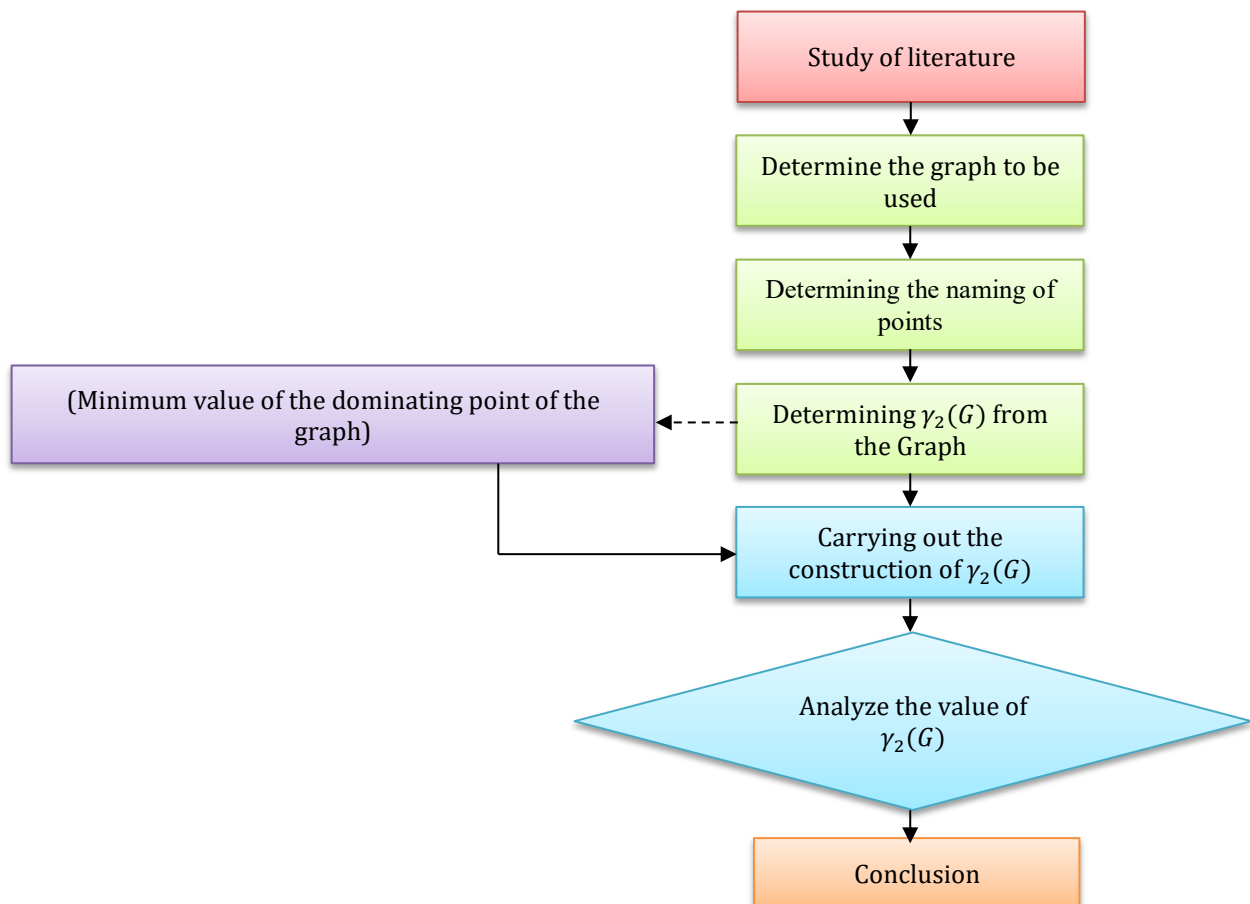 Study of literature
Determine the graph to be
used
Determining the naming of
points
(Minimum value of the dominating point of the
graph)
Determining γ₂(G) from
the Graph
Carrying out the
construction of γ₂(G)
Analyze the value of
γ₂(G)
Conclusion